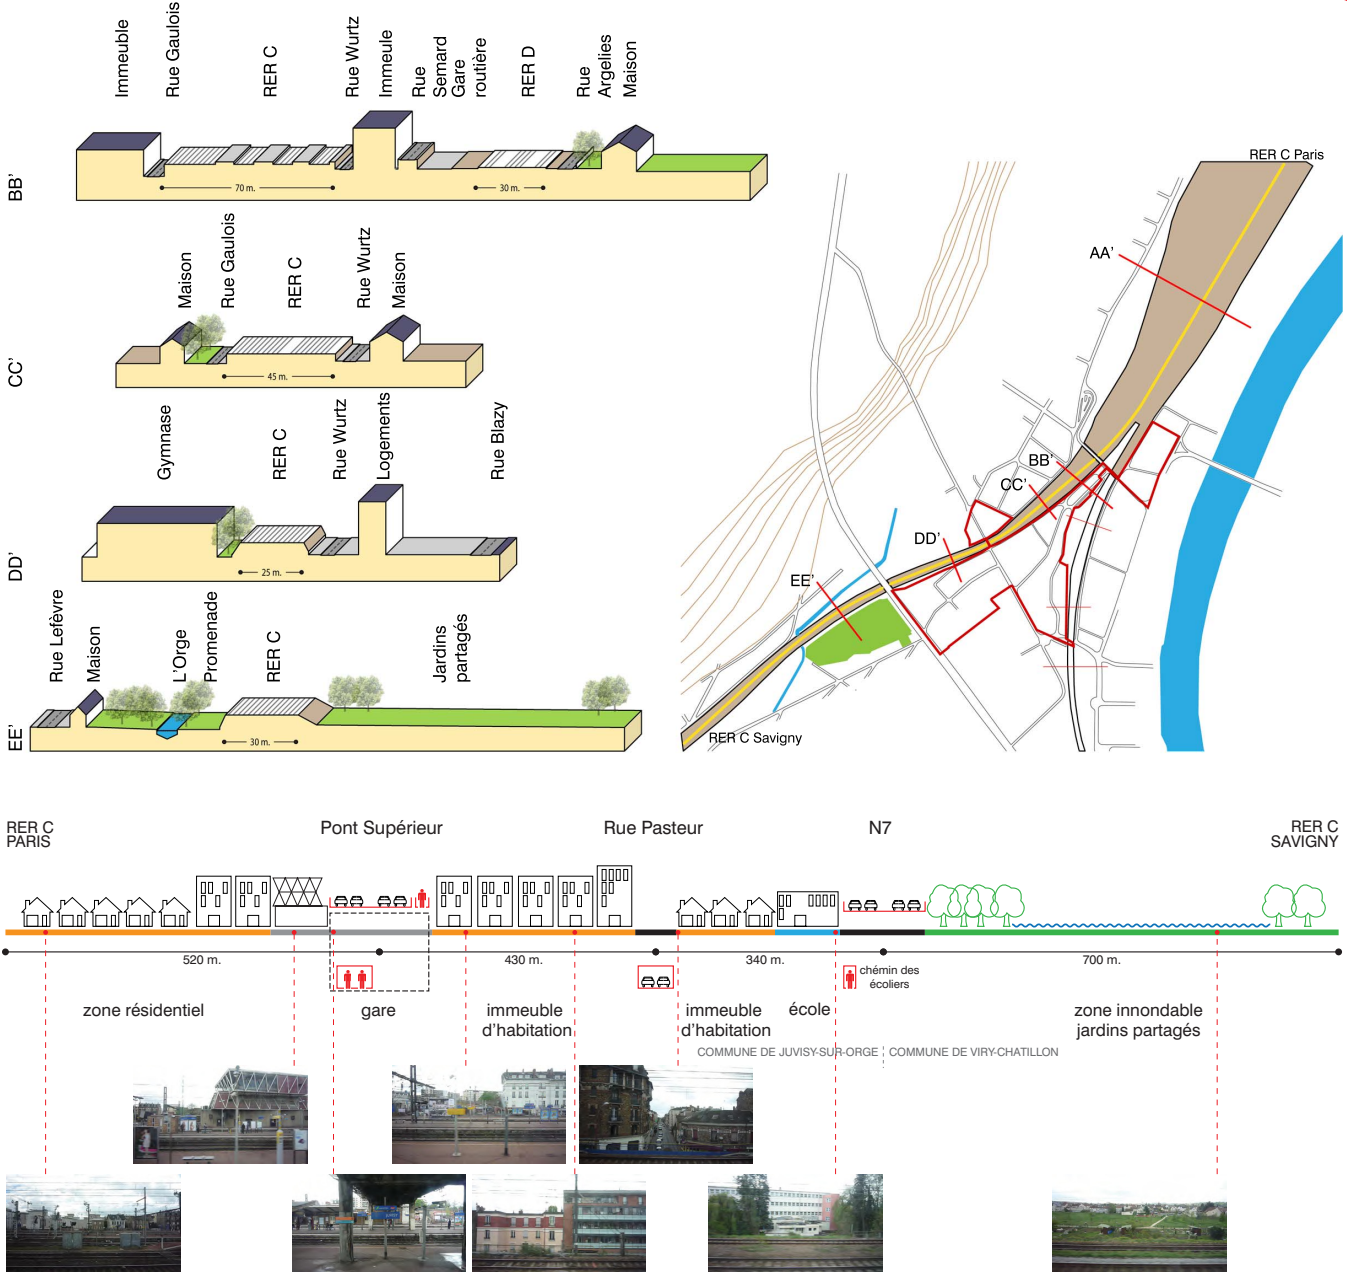 Immeuble
Rue Gaulois
RER C
Rue Wurtz
Immeule
Rue
Semard
Gare
routière
RER D
Rue
Argelies
Maison
BB'
70 m.
30 m.
Maison
Rue Gaulois
RER C
Rue Wurtz
Maison
CC'
45 m.
Gymnase
RER C
Rue Wurtz
Logements
Rue Blazy
DD'
25 m.
Rue Lefèvre
Maison
L'Orge
Promenade
RER C
Jardins
partagés
EE'
30 m.
RER C Paris
AA'
BB'
CC'
DD'
EE'
RER C Savigny
RER C
PARIS
Pont Supérieur
Rue Pasteur
N7
RER C
SAVIGNY
520 m.
430 m.
340 m.
700 m.
chémin des
écoliers
zone résidentiel
gare
immeuble
d'habitation
immeuble
d'habitation
école
zone innondable
jardins partagés
COMMUNE DE JUVISY-SUR-ORGE
COMMUNE DE VIRY-CHATILLON